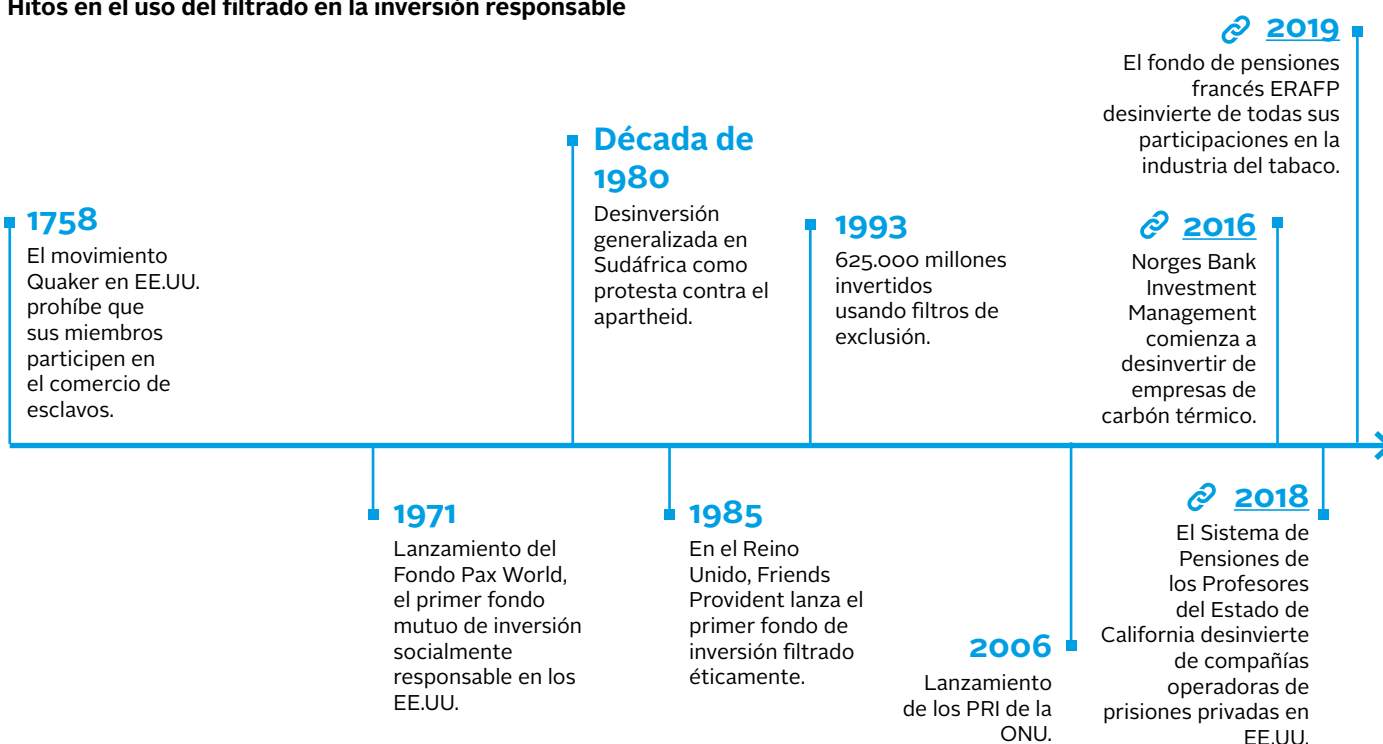 Hitos en el uso del filtrado en la inversión responsable
1758
El movimiento
Quaker en EE.UU.
prohíbe que
sus miembros
participen en
el comercio de
esclavos.
1971
Lanzamiento del
Fondo Pax World,
el primer fondo
mutuo de inversión
socialmente
responsable en los
EE.UU.
Década de
1980
Desinversión
generalizada en
Sudáfrica como
protesta contra el
apartheid.
1985
En el Reino
Unido, Friends
Provident lanza el
primer fondo de
inversión filtrado
éticamente.
1993
625.000 millones
invertidos
usando filtros de
exclusión.
2006
Lanzamiento
de los PRI de la
ONU.
2016
Norges Bank
Investment
Management
comienza a
desinvertir de
empresas de
carbón térmico.
2018
El Sistema de
Pensiones de
los Profesores
del Estado de
California desinvierte
de compañías
operadoras de
prisiones privadas en
EE.UU.
2019
El fondo de pensiones
francés ERAFP
desinvierte de todas sus
participaciones en la
industria del tabaco.